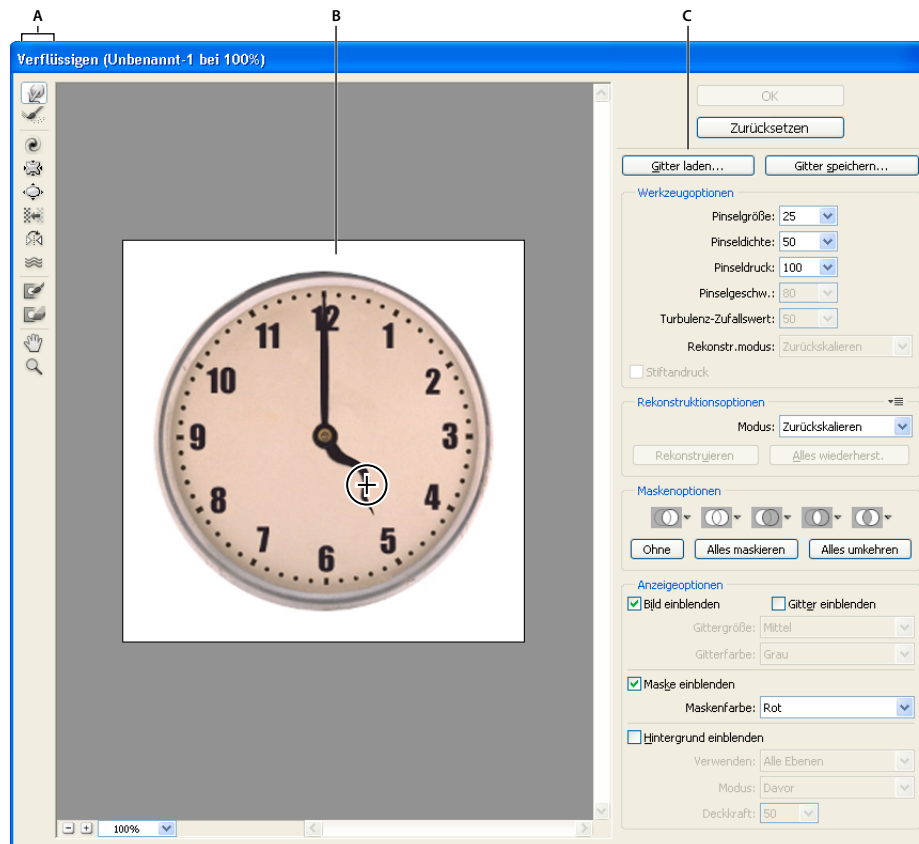 A B C
Verflüssigen (Unbenannt-1 bei 100%)
OK
Zurücksetzen
Gitter laden... Gitter speichern...
Werkzeugoptionen
Pinselgröße: 25
Pinseldichte: 50
Pinseldruck: 100
Pinselgeschw.: 80
Turbulenz-Zufallswert: 50
Rekonstr.modus: Zurückskalieren
Stiftandruck
Rekonstruktionsoptionen
Modus: Zurückskalieren
Rekonstruieren Alles wiederherst.
Maskenoptionen
Ohne Alles maskieren Alles umkehren
Anzeigeoptionen
Bild einblenden Gitter einblenden
Gittergröße: Mittel
Gitterfarbe: Grau
Maske einblenden
Maskenfarbe: Rot
Hintergrund einblenden
Verwenden: Alle Ebenen
Modus: Davor
Deckkraft: 50
12
11 1
10 2
9 3
8 4
7 5
6
100%